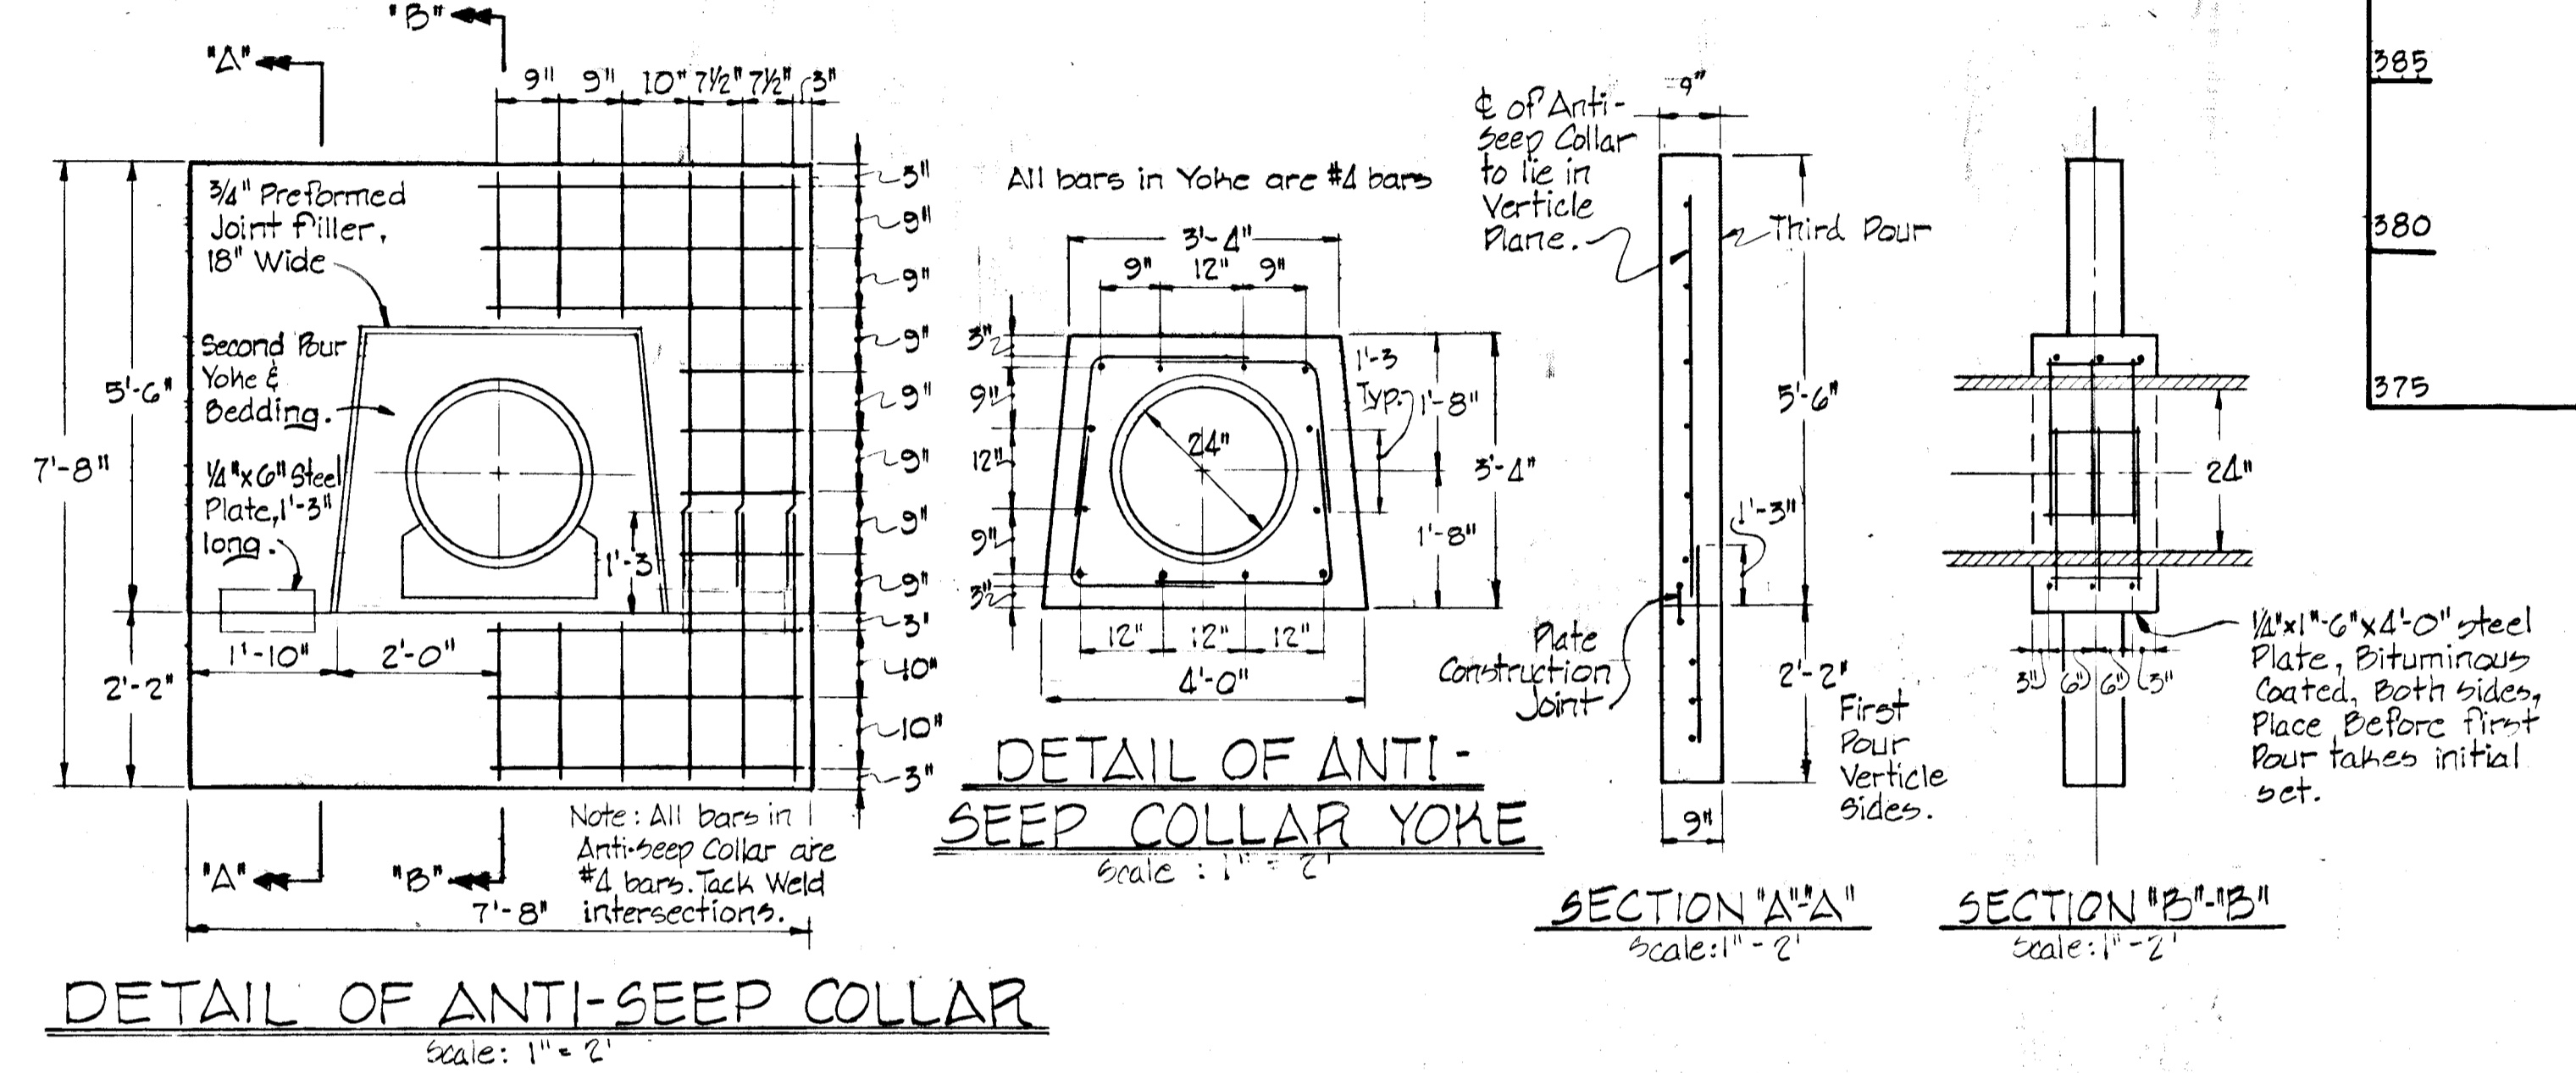 "B"
"A"
9" 9" 10" 7½" 7½" 3"
3/4" Preformed
Joint filler,
18" Wide
Second Pour
Yoke &
Bedding.
1/4"x6" Steel
Plate, 1'-3"
long.
5'-6"
7'-8"
2'-2"
1'-10"
2'-0"
1'-3
3"
9"
9"
9"
9"
9"
9"
9"
3"
10"
10"
3"
"A"
"B"
Note: All bars in
Anti-Seep Collar are
#4 bars. Tack Weld
intersections.
7'-8"
DETAIL OF ANTI-SEEP COLLAR
Scale: 1" = 2'
All bars in Yoke are #4 bars
3'-4"
9" 12" 9"
3½"
9"
12"
9"
3½"
1'-3
Typ.
1'-8"
3'-4"
1'-8"
24"
12" 12" 12"
4'-0"
DETAIL OF ANTI-
SEEP COLLAR YOKE
Scale : 1" = 2'
9"
℄ of Anti-
Seep Collar
to lie in
Verticle
Plane.
Third Pour
5'-6"
1'-3"
Plate
Construction
Joint
2'-2"
First
Pour
Verticle
Sides.
9"
SECTION "A"-"A"
Scale: 1" - 2'
24"
3" 6" 6" 3"
1/4"x1'-6"x4'-0" steel
Plate, Bituminous
Coated, Both sides,
Place Before first
Pour takes initial
set.
SECTION "B"-"B"
Scale: 1" - 2'
385
380
375